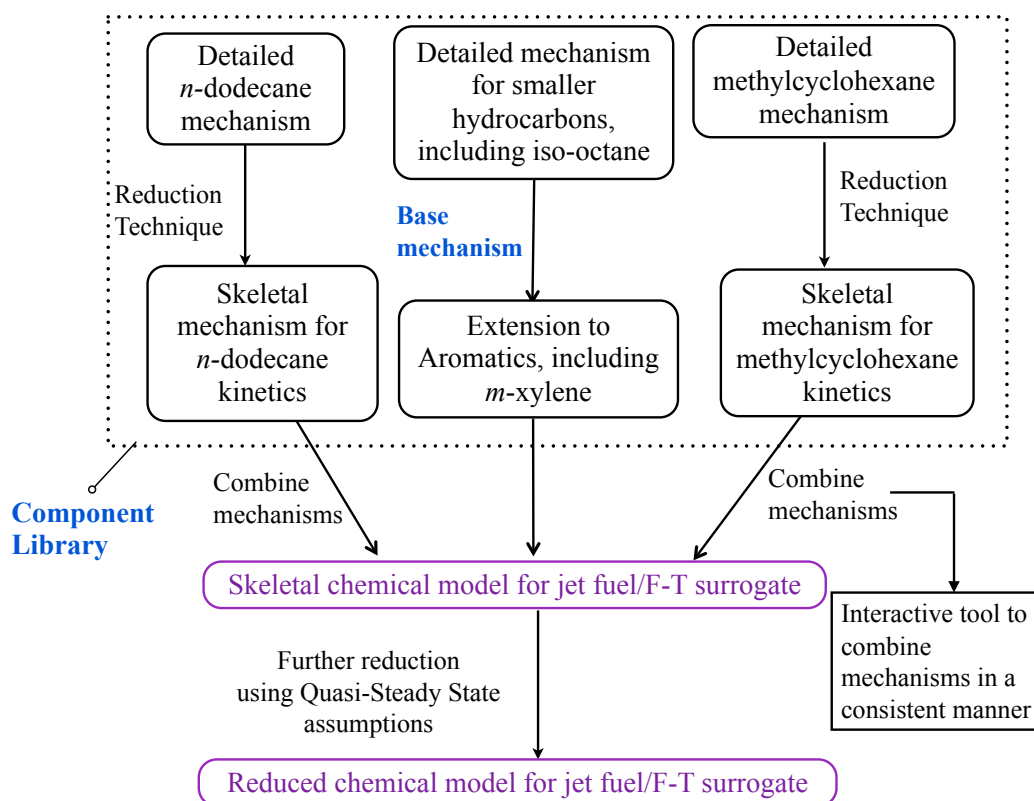 Detailed
n-dodecane
mechanism
Detailed mechanism
for smaller
hydrocarbons,
including iso-octane
Detailed
methylcyclohexane
mechanism
Reduction
Technique
Base
mechanism
Reduction
Technique
Skeletal
mechanism for
n-dodecane
kinetics
Extension to
Aromatics, including
m-xylene
Skeletal
mechanism for
methylcyclohexane
kinetics
Component
Library
Combine
mechanisms
Combine
mechanisms
Skeletal chemical model for jet fuel/F-T surrogate
Interactive tool to
combine
mechanisms in a
consistent manner
Further reduction
using Quasi-Steady State
assumptions
Reduced chemical model for jet fuel/F-T surrogate